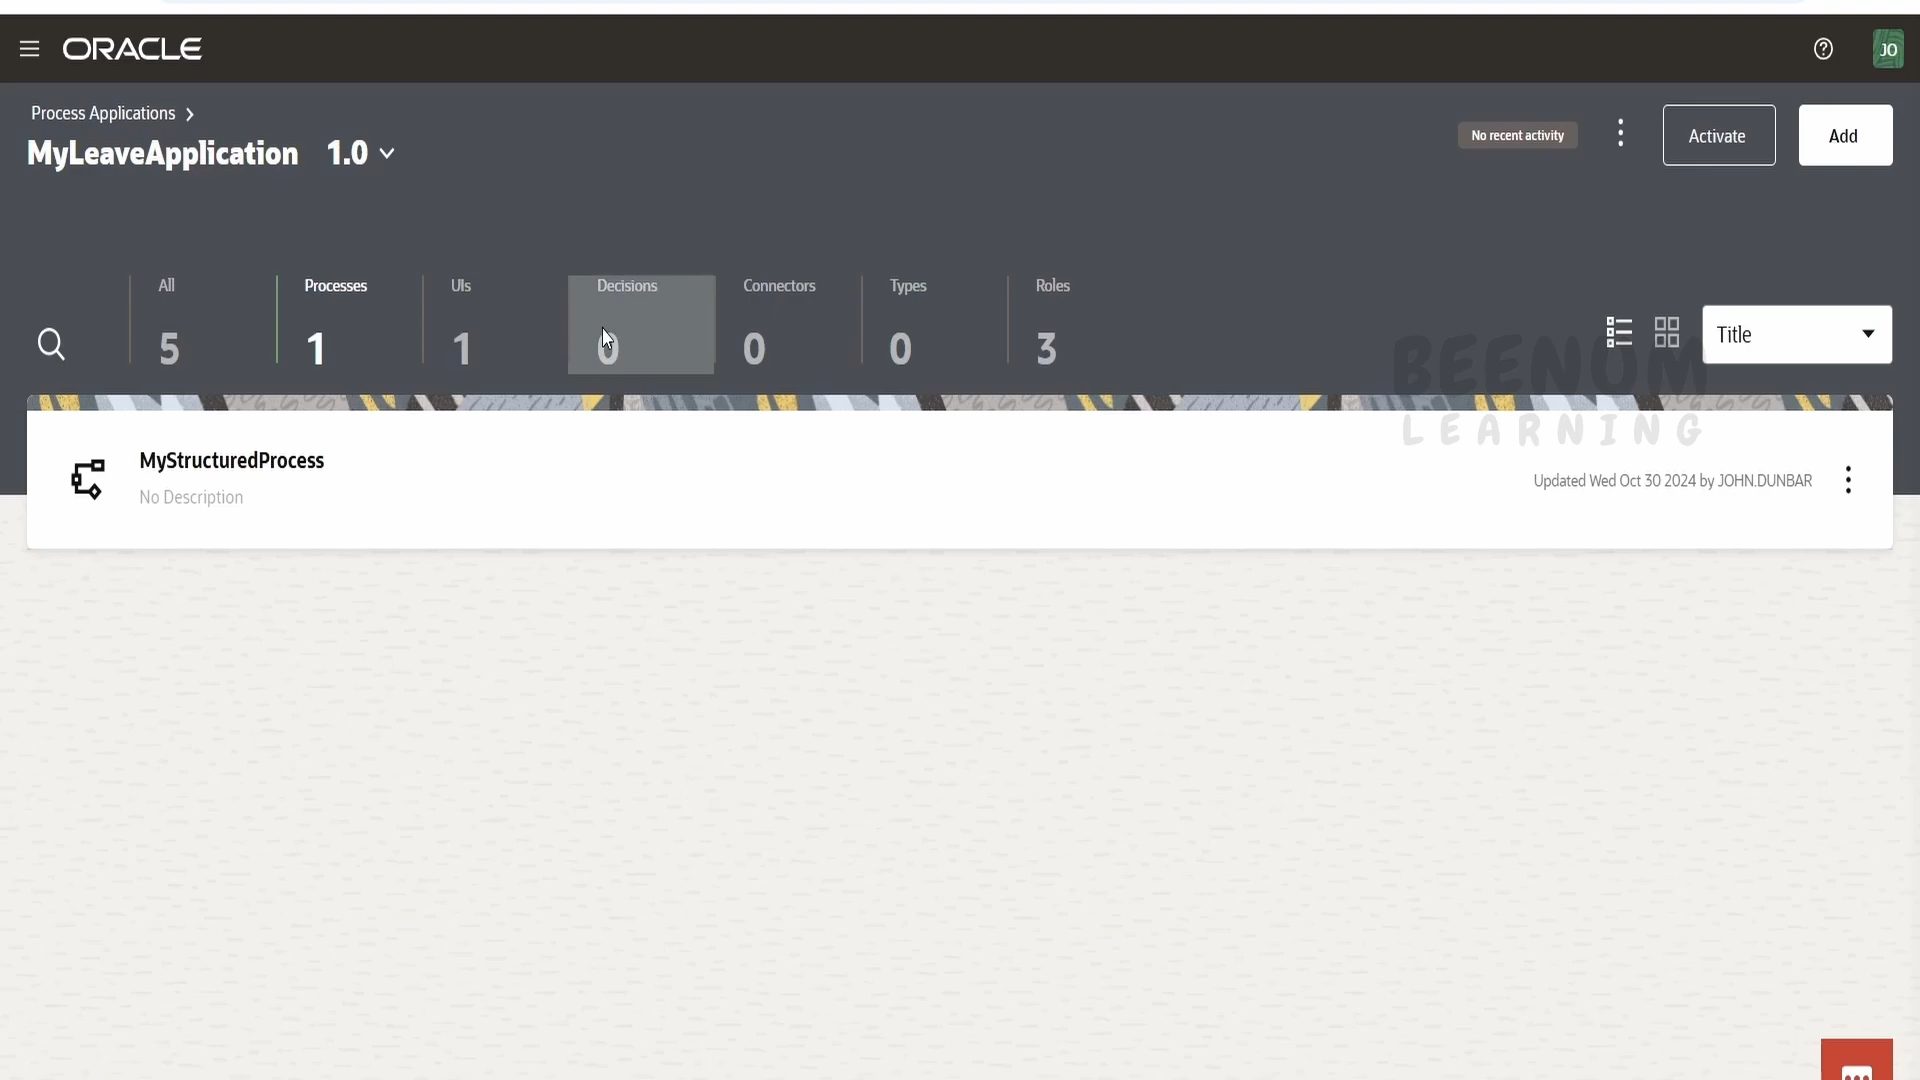 ORACLE
JO
Process Applications
MyLeaveApplication 1.0
No recent activity
Activate
Add
All
Processes
UIs
Decisions
Connectors
Types
Roles
5
1
1
0
0
0
3
Title
BEENUM
LEARNING
MyStructuredProcess
No Description
Updated Wed Oct 30 2024 by JOHN.DUNBAR